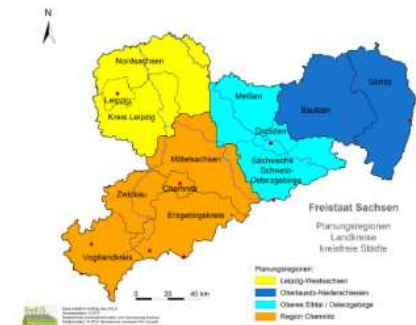 N
Nordsachsen
Görlitz
Meißen
Leipzig
Bautzen
Kreis Leipzig
Dresden
Mittelsachsen
Sächsische
Schweiz-
Osterzgebirge
Zwickau
Chemnitz
Erzgebirgskreis
Vogtlandkreis
Freistaat Sachsen
Planungsregionen
Landkreise
kreisfreie Städte
0 20 40 km
Planungsregionen:
Leipzig-Westsachsen
Oberlausitz-Niederschlesien
Oberes Elbtal / Osterzgebirge
Region Chemnitz